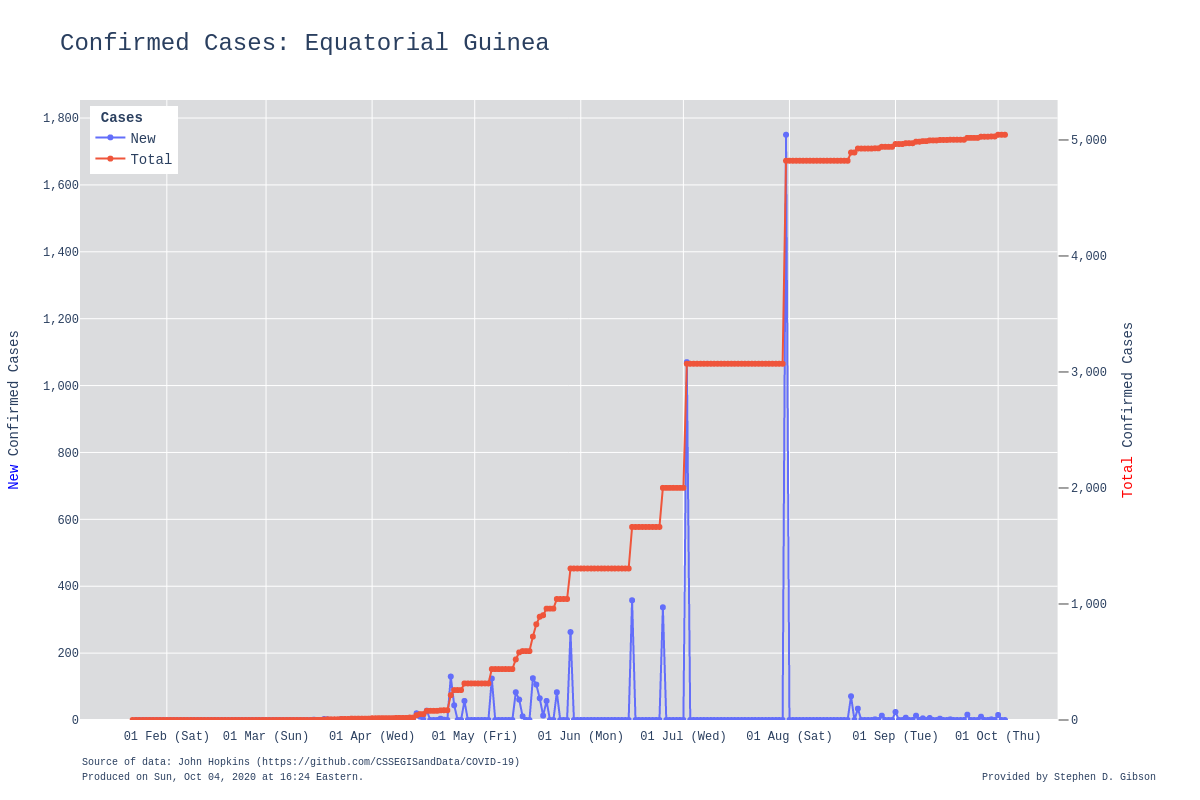 Confirmed Cases: Equatorial Guinea
Cases
New
Total
1,800
1,600
1,400
1,200
1,000
800
600
400
200
0
New Confirmed Cases
5,000
4,000
3,000
2,000
1,000
0
Total Confirmed Cases
01 Feb (Sat) 01 Mar (Sun) 01 Apr (Wed) 01 May (Fri) 01 Jun (Mon) 01 Jul (Wed) 01 Aug (Sat) 01 Sep (Tue) 01 Oct (Thu)
Source of data: John Hopkins (https://github.com/CSSEGISandData/COVID-19)
Produced on Sun, Oct 04, 2020 at 16:24 Eastern.
Provided by Stephen D. Gibson